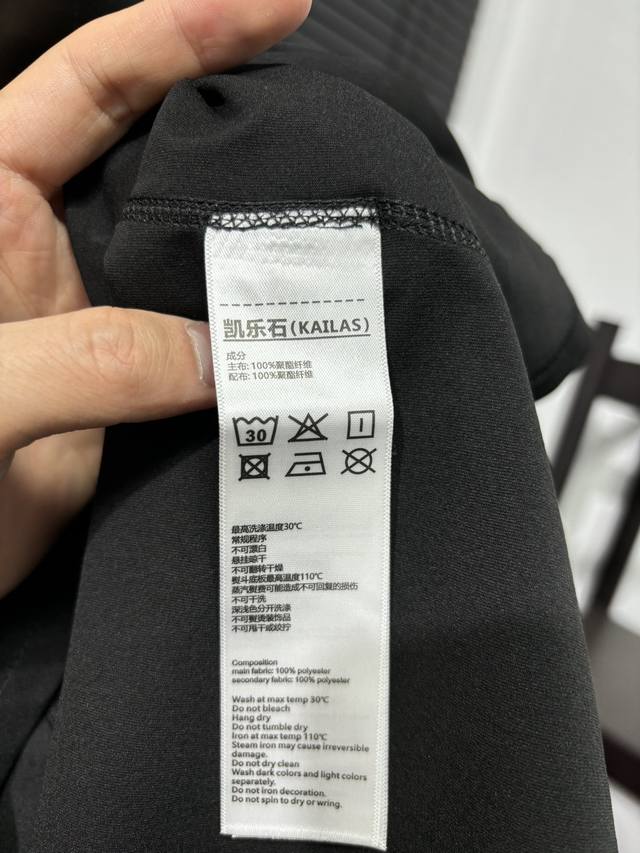 凯乐石(KAILAS)
成分
主布: 100%聚酯纤维
配布: 100%聚酯纤维
30
最高洗涤温度30℃
常规程序
不可漂白
悬挂晾干
不可翻转干燥
熨斗底板最高温度110℃
蒸汽熨烫可能造成不可回复的损伤
不可干洗
深浅色分开洗涤
不可熨烫装饰品
不可甩干或绞拧
Composition
main fabric: 100% polyester
secondary fabric: 100% polyester
Wash at max temp 30℃
Do not bleach
Hang dry
Do not tumble dry
Iron at max temp 110℃
Steam iron may cause irreversible
damage.
Do not dry clean
Wash dark colors and light colors
separately.
Do not iron decoration.
Do not spin to dry or wring.